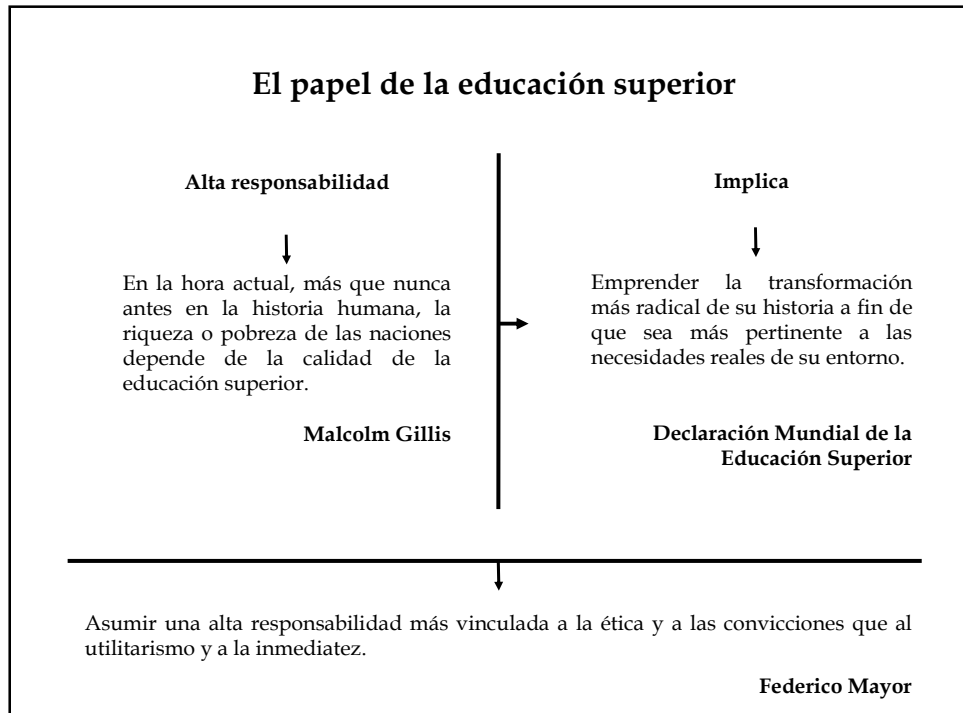 El papel de la educación superior
Alta responsabilidad
En la hora actual, más que nunca
antes en la historia humana, la
riqueza o pobreza de las naciones
depende de la calidad de la
educación superior.
Malcolm Gillis
Implica
Emprender la transformación
más radical de su historia a fin de
que sea más pertinente a las
necesidades reales de su entorno.
Declaración Mundial de la
Educación Superior
Asumir una alta responsabilidad más vinculada a la ética y a las convicciones que al
utilitarismo y a la inmediatez.
Federico Mayor